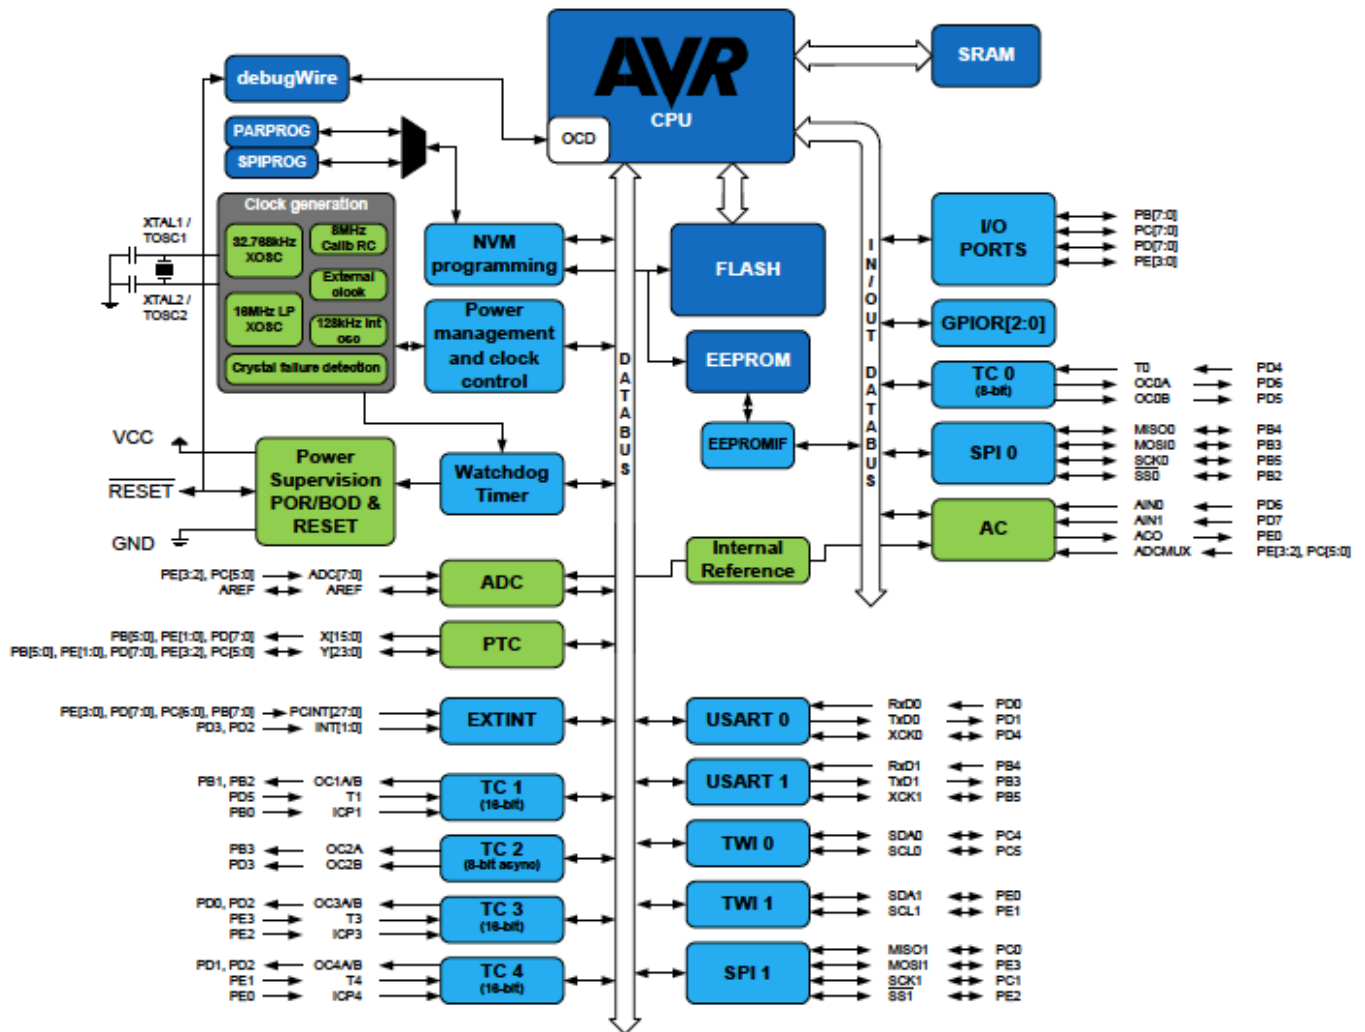 AVR
CPU
OCD
SRAM
debugWire
PARPROG
SPIPROG
Clock generation
XTAL1 /
TOSC1
32.768kHz
XOSC
8MHz
Calib RC
External
clock
XTAL2 /
TOSC2
16MHz LP
XOSC
128kHz int
osc
Crystal failure detection
NVM
programming
Power
management
and clock
control
FLASH
EEPROM
EEPROMIF
DATABUS
IN/OUT DATABUS
I/O
PORTS
PB[7:0]
PC[7:0]
PD[7:0]
PE[3:0]
GPIOR[2:0]
TC 0
(8-bit)
T0 PD4
OC0A PD6
OC0B PD5
SPI 0
MISO0 PB4
MOSI0 PB3
SCK0 PB5
SS0 PB2
AC
AIN0 PD6
AIN1 PD7
ACO PE0
ADCMUX PE[3:2], PC[5:0]
VCC
RESET
GND
Power
Supervision
POR/BOD &
RESET
Watchdog
Timer
Internal
Reference
PE[3:2], PC[5:0] ADC[7:0]
AREF AREF
ADC
PB[5:0], PE[1:0], PD[7:0] X[15:0]
PB[5:0], PE[1:0], PD[7:0], PE[3:2], PC[5:0] Y[23:0]
PTC
PE[3:0], PD[7:0], PC[6:0], PB[7:0] PCINT[27:0]
PD3, PD2 INT[1:0]
EXTINT
PB1, PB2 OC1A/B
PD5 T1
PB0 ICP1
TC 1
(16-bit)
PB3 OC2A
PD3 OC2B
TC 2
(8-bit async)
PD0, PD2 OC3A/B
PE3 T3
PE2 ICP3
TC 3
(16-bit)
PD1, PD2 OC4A/B
PE1 T4
PE0 ICP4
TC 4
(16-bit)
USART 0
RxD0 PD0
TxD0 PD1
XCK0 PD4
USART 1
RxD1 PB4
TxD1 PB3
XCK1 PB5
TWI 0
SDA0 PC4
SCL0 PC5
TWI 1
SDA1 PE0
SCL1 PE1
SPI 1
MISO1 PC0
MOSI1 PE3
SCK1 PC1
SS1 PE2